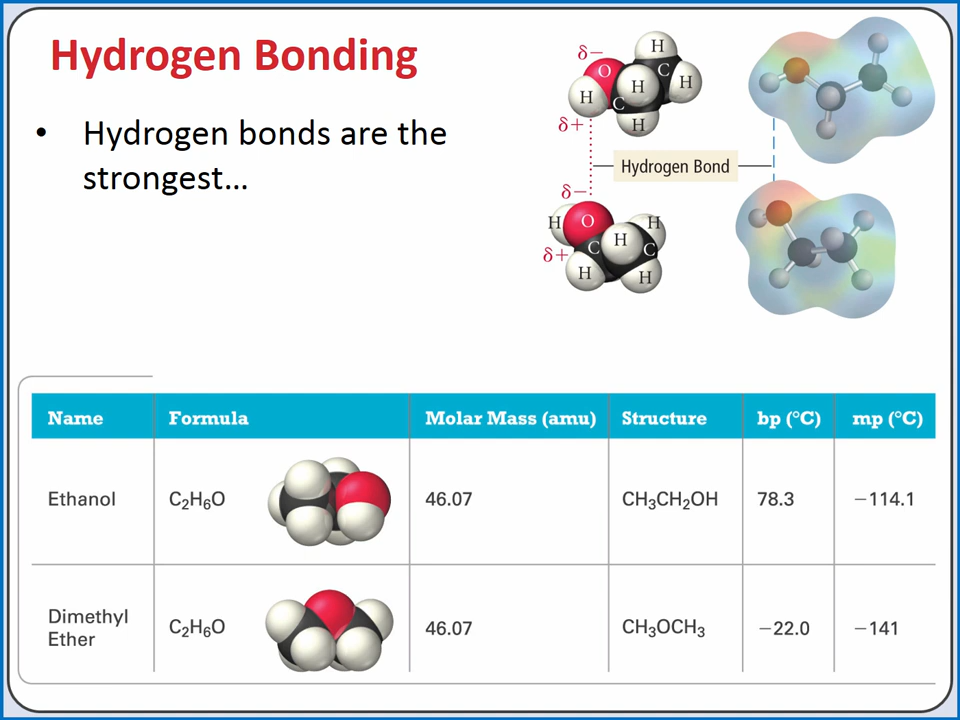 Hydrogen Bonding
• Hydrogen bonds are the
strongest...
δ−
H
O
C
H
H
H
C
δ+
H
Hydrogen Bond
δ−
H
O
H
C
H
C
δ+
H
H
Name Formula Molar Mass (amu) Structure bp (°C) mp (°C)
Ethanol C₂H₆O 46.07 CH₃CH₂OH 78.3 −114.1
Dimethyl
Ether C₂H₆O 46.07 CH₃OCH₃ −22.0 −141